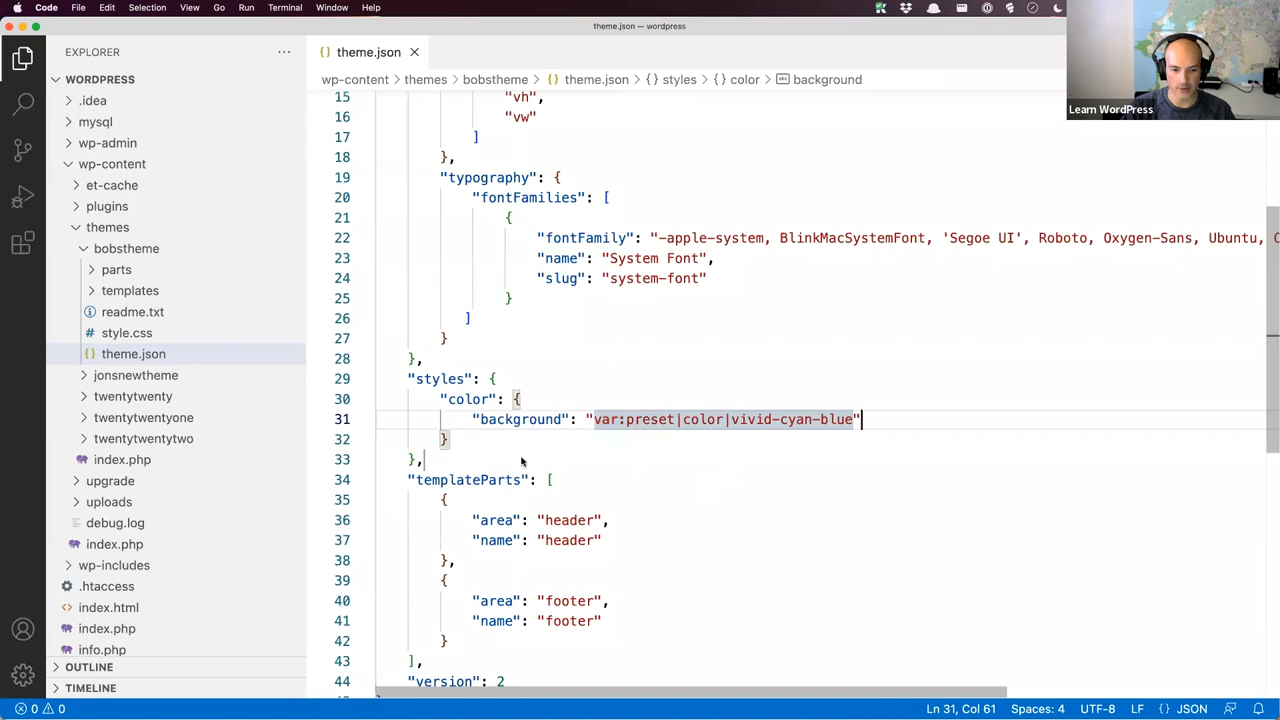 Code File Edit Selection View Go Run Terminal Window Help
theme.json — wordpress
EXPLORER
theme.json
WORDPRESS
wp-content > themes > bobstheme > {} theme.json > {} styles > {} color > background
Learn WordPress
.idea
mysql
wp-admin
wp-content
et-cache
plugins
themes
bobstheme
parts
templates
readme.txt
# style.css
{} theme.json
jonsnewtheme
twentytwenty
twentytwentyone
twentytwentytwo
index.php
upgrade
uploads
debug.log
index.php
wp-includes
.htaccess
<> index.html
index.php
info.php
OUTLINE
TIMELINE
15 "vh",
16 "vw"
17 ]
18 },
19 "typography": {
20 "fontFamilies": [
21 {
22 "fontFamily": "-apple-system, BlinkMacSystemFont, 'Segoe UI', Roboto, Oxygen-Sans, Ubuntu,
23 "name": "System Font",
24 "slug": "system-font"
25 }
26 ]
27 }
28 },
29 "styles": {
30 "color": {
31 "background": "var:preset|color|vivid-cyan-blue"
32 }
33 },
34 "templateParts": [
35 {
36 "area": "header",
37 "name": "header"
38 },
39 {
40 "area": "footer",
41 "name": "footer"
42 }
43 ],
44 "version": 2
0 0 Ln 31, Col 61 Spaces: 4 UTF-8 LF {} JSON